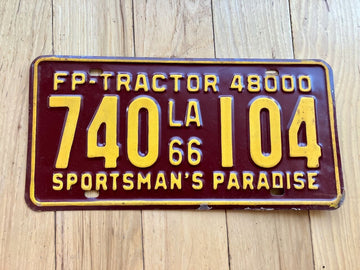 FP-TRACTOR 48000
740 LA 66 104
SPORTSMAN'S PARADISE